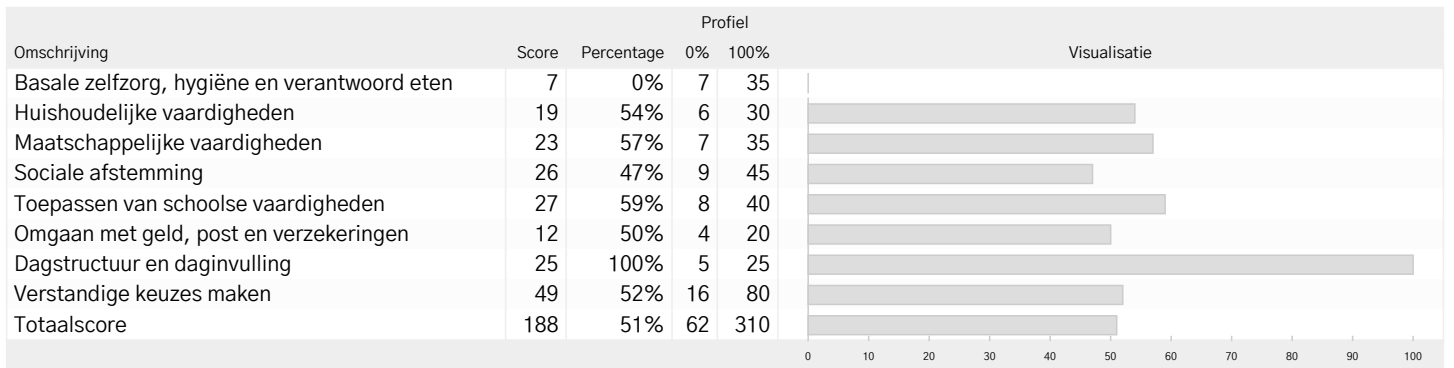 Profiel
Omschrijving Score Percentage 0% 100% Visualisatie
Basale zelfzorg, hygiëne en verantwoord eten 7 0% 7 35
Huishoudelijke vaardigheden 19 54% 6 30
Maatschappelijke vaardigheden 23 57% 7 35
Sociale afstemming 26 47% 9 45
Toepassen van schoolse vaardigheden 27 59% 8 40
Omgaan met geld, post en verzekeringen 12 50% 4 20
Dagstructuur en daginvulling 25 100% 5 25
Verstandige keuzes maken 49 52% 16 80
Totaalscore 188 51% 62 310
0 10 20 30 40 50 60 70 80 90 100